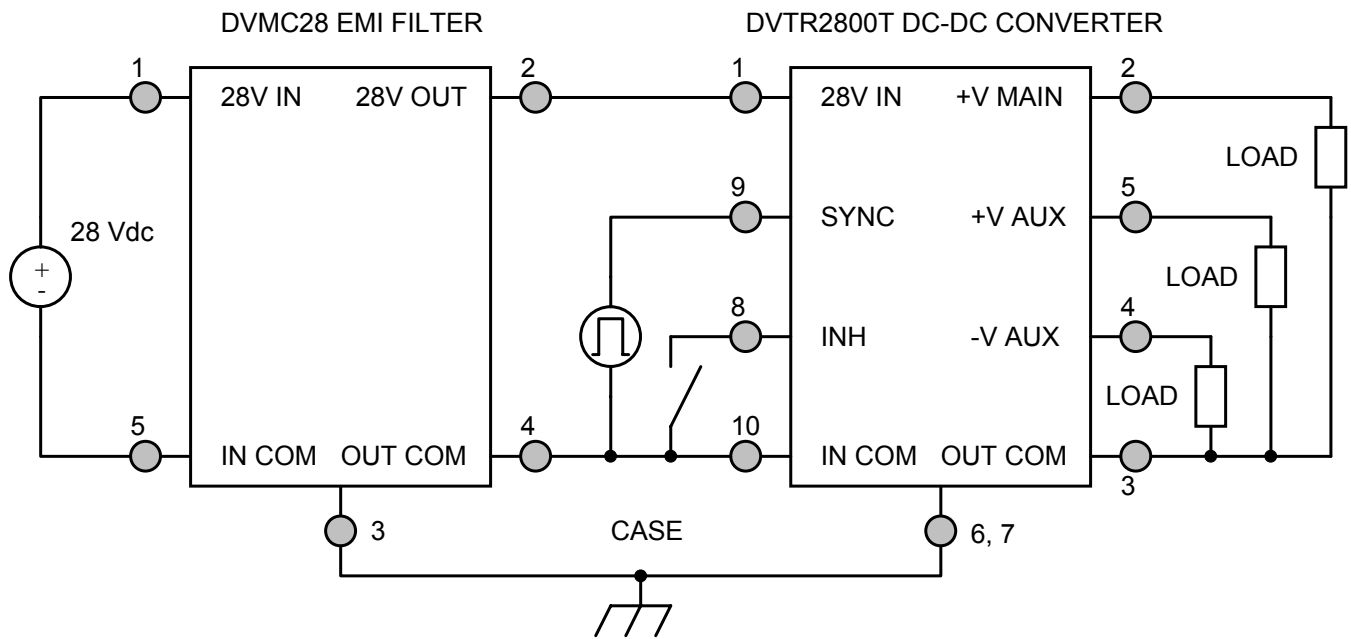 DVMC28 EMI FILTER
DVTR2800T DC-DC CONVERTER
1
28V IN
28V OUT
2
1
28V IN
+V MAIN
2
LOAD
9
SYNC
+V AUX
5
LOAD
28 Vdc
+
-
8
INH
-V AUX
4
LOAD
5
IN COM
OUT COM
4
10
IN COM
OUT COM
3
3
CASE
6, 7